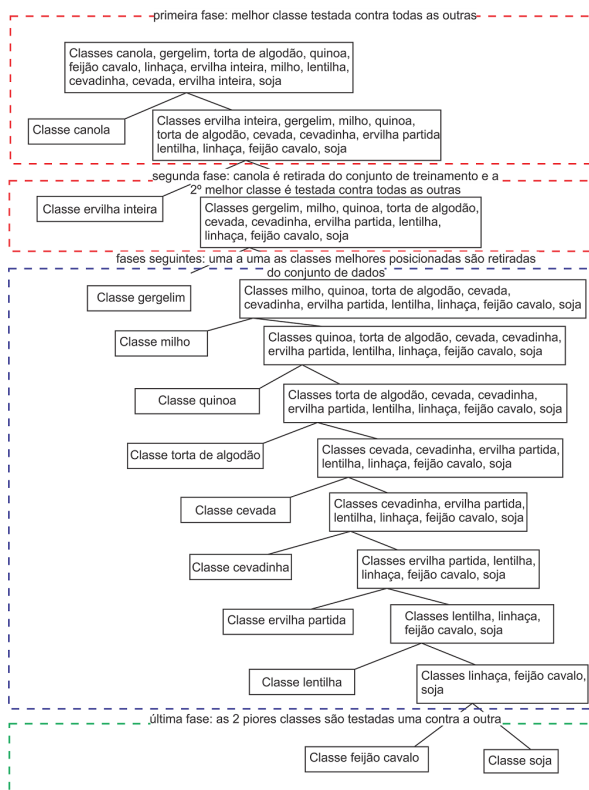 primeira fase: melhor classe testada contra todas as outras
Classes canola, gergelim, torta de algodão, quinoa,
feijão cavalo, linhaça, ervilha inteira, milho, lentilha,
cevadinha, cevada, ervilha inteira, soja
Classe canola
Classes ervilha inteira, gergelim, milho, quinoa,
torta de algodão, cevada, cevadinha, ervilha partida
lentilha, linhaça, feijão cavalo, soja
segunda fase: canola é retirada do conjunto de treinamento e a
2º melhor classe é testada contra todas as outras
Classe ervilha inteira
Classes gergelim, milho, quinoa, torta de algodão,
cevada, cevadinha, ervilha partida, lentilha,
linhaça, feijão cavalo, soja
fases seguintes: uma a uma as classes melhores posicionadas são retiradas
do conjunto de dados
Classe gergelim
Classes milho, quinoa, torta de algodão, cevada,
cevadinha, ervilha partida, lentilha, linhaça, feijão cavalo, soja
Classe milho
Classes quinoa, torta de algodão, cevada, cevadinha,
ervilha partida, lentilha, linhaça, feijão cavalo, soja
Classe quinoa
Classes torta de algodão, cevada, cevadinha,
ervilha partida, lentilha, linhaça, feijão cavalo, soja
Classe torta de algodão
Classes cevada, cevadinha, ervilha partida,
lentilha, linhaça, feijão cavalo, soja
Classe cevada
Classes cevadinha, ervilha partida,
lentilha, linhaça, feijão cavalo, soja
Classe cevadinha
Classes ervilha partida, lentilha,
linhaça, feijão cavalo, soja
Classe ervilha partida
Classes lentilha, linhaça,
feijão cavalo, soja
Classe lentilha
Classes linhaça, feijão cavalo,
soja
última fase: as 2 piores classes são testadas uma contra a outra
Classe feijão cavalo
Classe soja